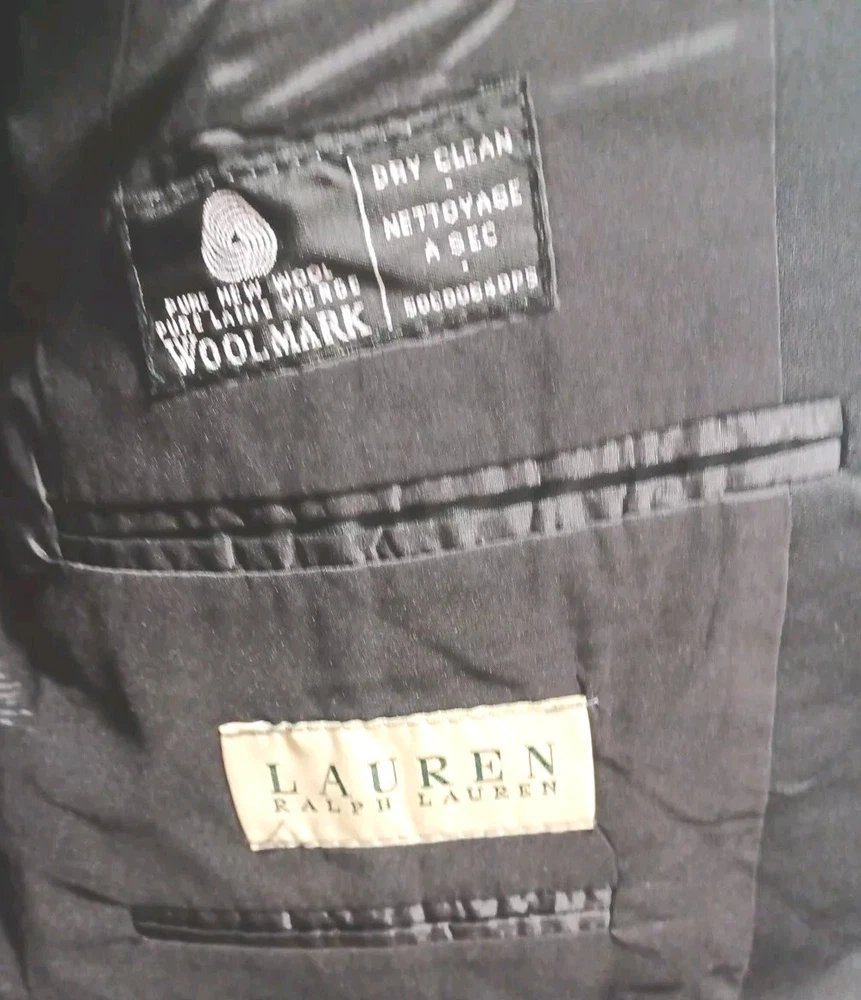 PURE NEW WOOL
PURE LAINE VIERGE
WOOLMARK
DRY CLEAN
NETTOYAGE
A SEC
LAUREN
RALPH LAUREN